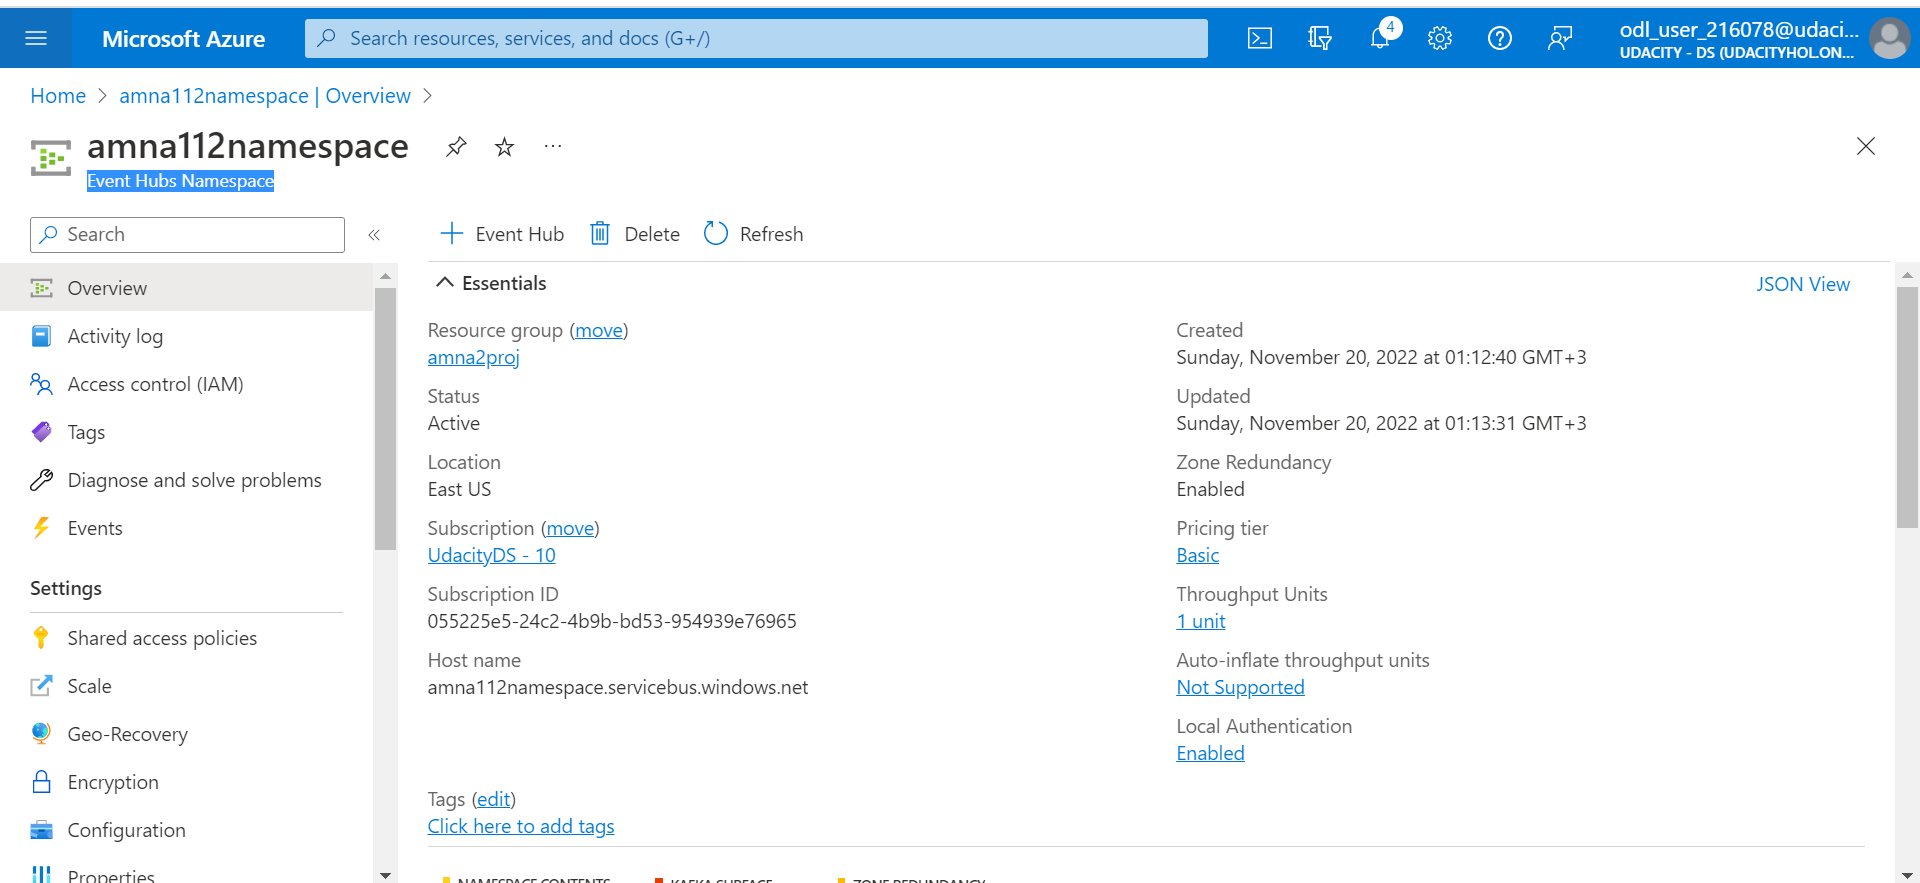 Microsoft Azure
Search resources, services, and docs (G+/)
4
odl_user_216078@udaci...
UDACITY - DS (UDACITYHOL.ON...
Home > amna112namespace | Overview >
amna112namespace
Event Hubs Namespace
Search
«
+ Event Hub
Delete
Refresh
Overview
Activity log
Access control (IAM)
Tags
Diagnose and solve problems
Events
Settings
Shared access policies
Scale
Geo-Recovery
Encryption
Configuration
Properties
Essentials
JSON View
Resource group (move)
amna2proj
Status
Active
Location
East US
Subscription (move)
UdacityDS - 10
Subscription ID
055225e5-24c2-4b9b-bd53-954939e76965
Host name
amna112namespace.servicebus.windows.net
Created
Sunday, November 20, 2022 at 01:12:40 GMT+3
Updated
Sunday, November 20, 2022 at 01:13:31 GMT+3
Zone Redundancy
Enabled
Pricing tier
Basic
Throughput Units
1 unit
Auto-inflate throughput units
Not Supported
Local Authentication
Enabled
Tags (edit)
Click here to add tags
NAMESPACE CONTENTS
KAFKA SURFACE
ZONE REDUNDANCY